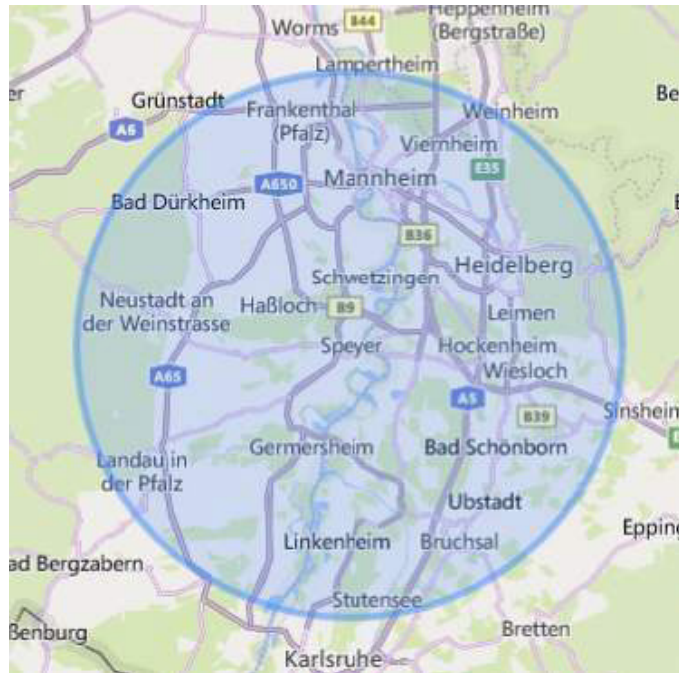 Heppenheim
(Bergstraße)
B44
Worms
Lampertheim
er
Grünstadt
Frankenthal
(Pfalz)
Weinheim
Be
A6
Viernheim
E35
A650
Mannheim
Bad Dürkheim
B36
Heidelberg
Schwetzingen
Neustadt an
der Weinstrasse
Haßloch
B9
Leimen
Speyer
Hockenheim
Wiesloch
A65
A5
B39
Sinsheim
E
Germersheim
Bad Schönborn
Landau in
der Pfalz
Ubstadt
Linkenheim
Bruchsal
Epping
ad Bergzabern
Stutensee
ßenburg
Bretten
Karlsruhe